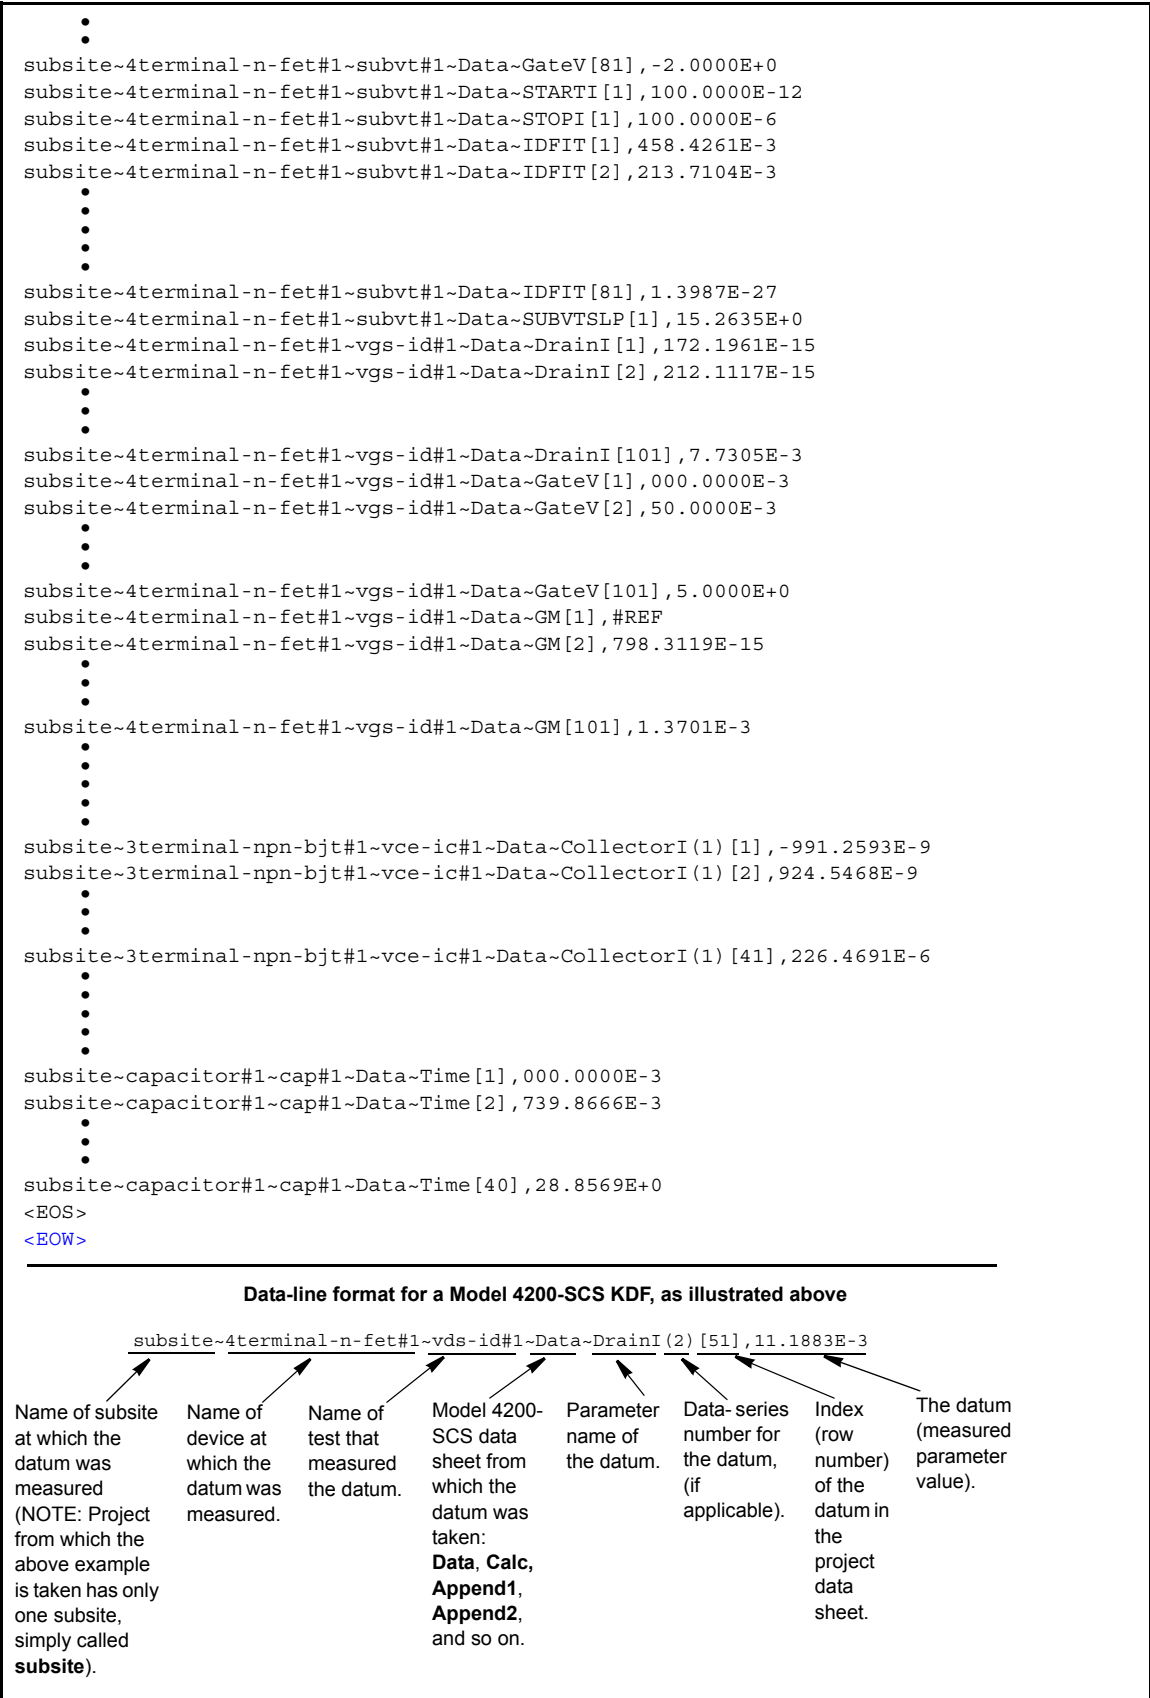 subsite~4terminal-n-fet#1~subvt#1~Data~GateV[81],-2.0000E+0
subsite~4terminal-n-fet#1~subvt#1~Data~STARTI[1],100.0000E-12
subsite~4terminal-n-fet#1~subvt#1~Data~STOPI[1],100.0000E-6
subsite~4terminal-n-fet#1~subvt#1~Data~IDFIT[1],458.4261E-3
subsite~4terminal-n-fet#1~subvt#1~Data~IDFIT[2],213.7104E-3
subsite~4terminal-n-fet#1~subvt#1~Data~IDFIT[81],1.3987E-27
subsite~4terminal-n-fet#1~subvt#1~Data~SUBVTSLP[1],15.2635E+0
subsite~4terminal-n-fet#1~vgs-id#1~Data~DrainI[1],172.1961E-15
subsite~4terminal-n-fet#1~vgs-id#1~Data~DrainI[2],212.1117E-15
subsite~4terminal-n-fet#1~vgs-id#1~Data~DrainI[101],7.7305E-3
subsite~4terminal-n-fet#1~vgs-id#1~Data~GateV[1],000.0000E-3
subsite~4terminal-n-fet#1~vgs-id#1~Data~GateV[2],50.0000E-3
subsite~4terminal-n-fet#1~vgs-id#1~Data~GateV[101],5.0000E+0
subsite~4terminal-n-fet#1~vgs-id#1~Data~GM[1],#REF
subsite~4terminal-n-fet#1~vgs-id#1~Data~GM[2],798.3119E-15
subsite~4terminal-n-fet#1~vgs-id#1~Data~GM[101],1.3701E-3
subsite~3terminal-npn-bjt#1~vce-ic#1~Data~CollectorI(1)[1],-991.2593E-9
subsite~3terminal-npn-bjt#1~vce-ic#1~Data~CollectorI(1)[2],924.5468E-9
subsite~3terminal-npn-bjt#1~vce-ic#1~Data~CollectorI(1)[41],226.4691E-6
subsite~capacitor#1~cap#1~Data~Time[1],000.0000E-3
subsite~capacitor#1~cap#1~Data~Time[2],739.8666E-3
subsite~capacitor#1~cap#1~Data~Time[40],28.8569E+0
<EOS>
<EOW>
Data-line format for a Model 4200-SCS KDF, as illustrated above
subsite~4terminal-n-fet#1~vds-id#1~Data~DrainI(2)[51],11.1883E-3
Name of subsite
at which the
datum was
measured
(NOTE: Project
from which the
above example
is taken has only
one subsite,
simply called
subsite).
Name of
device at
which the
datum was
measured.
Name of
test that
measured
the datum.
Model 4200-
SCS data
sheet from
which the
datum was
taken:
Data, Calc,
Append1,
Append2,
and so on.
Parameter
name of
the datum.
Data- series
number for
the datum,
(if
applicable).
Index
(row
number)
of the
datum in
the
project
data
sheet.
The datum
(measured
parameter
value).